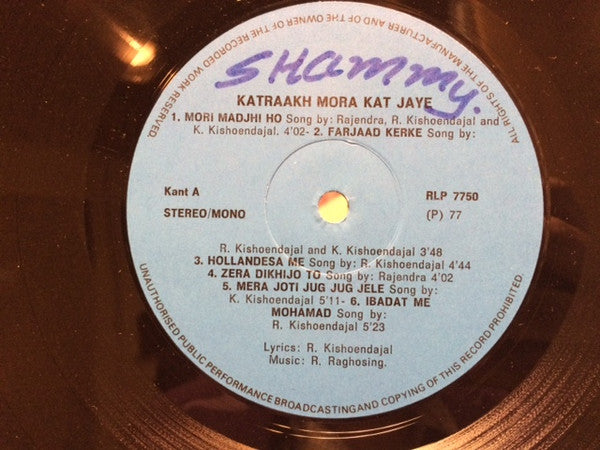 ALL RIGHTS OF THE MANUFACTURER AND OF THE OWNER OF THE RECORDED WORK RESERVED.
SHammy.
KATRAAKH MORA KAT JAYE
1. MORI MADJHI HO Song by: Rajendra, R. Kishoendajal and
K. Kishoendajal. 4'02- 2. FARJAAD KERKE Song by:
Kant A
RLP 7750
STEREO/MONO
(P) 77
R. Kishoendajal and K. Kishoendajal 3'48
3. HOLLANDESA ME Song by: R. Kishoendajal 4'44
4. ZERA DIKHIJO TO Song by: Rajendra 4'02
5. MERA JOTI JUG JUG JELE Song by:
K. Kishoendajal 5'11- 6. IBADAT ME
MOHAMAD Song by:
R. Kishoendajal 5'23
Lyrics: R. Kishoendajal
Music: R. Raghosing.
UNAUTHORISED PUBLIC PERFORMANCE BROADCASTING AND COPYING OF THIS RECORD PROHIBITED.